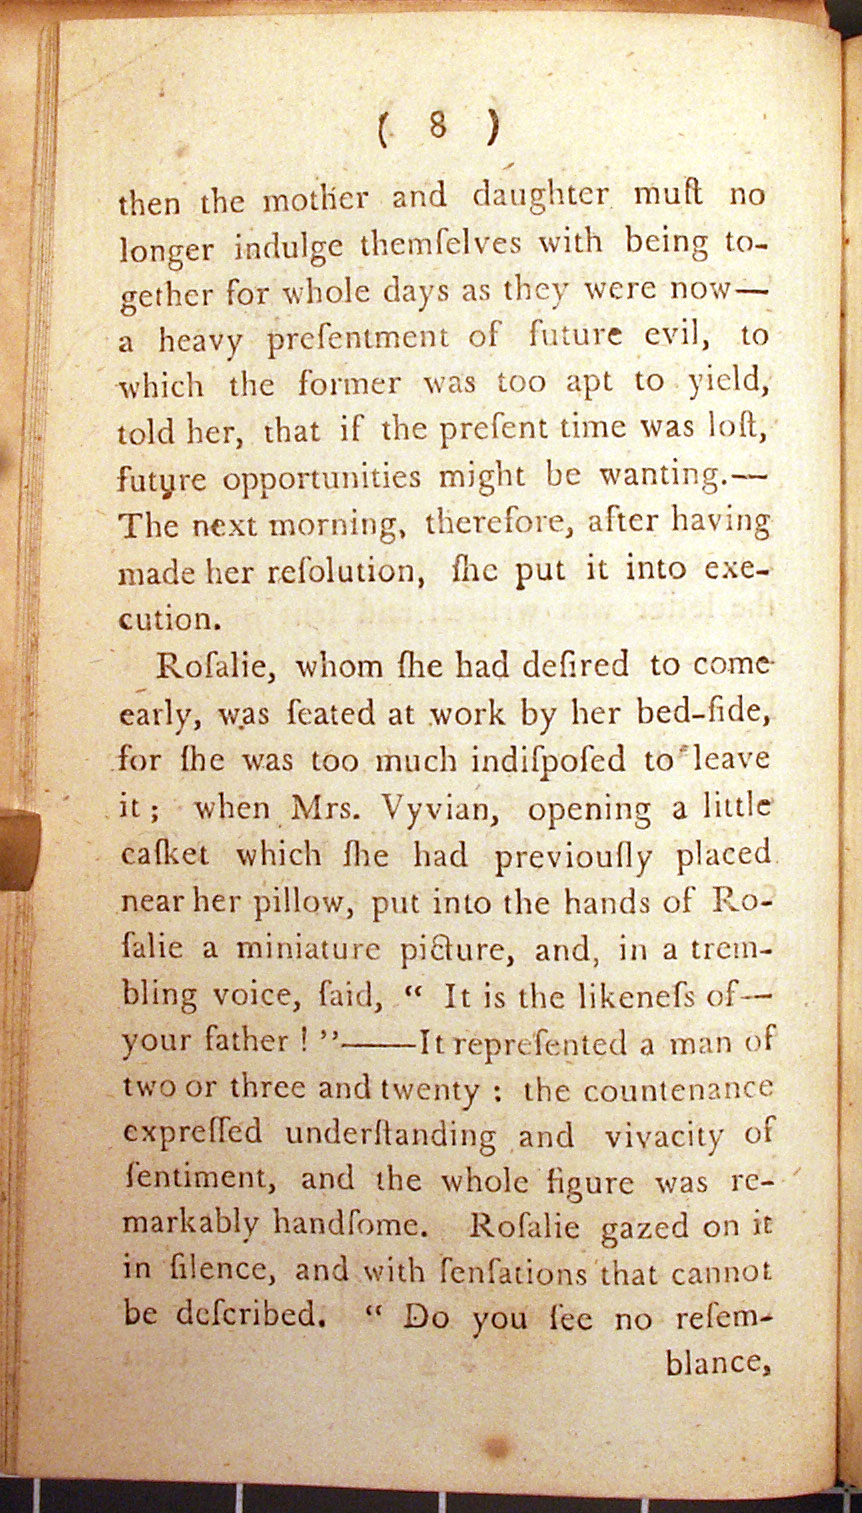 ( 8 )
then the mother and daughter muſt no
longer indulge themſelves with being to-
gether for whole days as they were now—
a heavy preſentment of future evil, to
which the former was too apt to yield,
told her, that if the preſent time was loſt,
future opportunities might be wanting.—
The next morning, therefore, after having
made her reſolution, ſhe put it into exe-
cution.
Roſalie, whom ſhe had deſired to come
early, was ſeated at work by her bed-ſide,
for ſhe was too much indiſpoſed to leave
it; when Mrs. Vyvian, opening a little
caſket which ſhe had previouſly placed
near her pillow, put into the hands of Ro-
ſalie a miniature picture, and, in a trem-
bling voice, ſaid, “ It is the likeneſs of—
your father ! ”——It repreſented a man of
two or three and twenty : the countenance
expreſſed underſtanding and vivacity of
ſentiment, and the whole figure was re-
markably handſome. Roſalie gazed on it
in ſilence, and with ſenſations that cannot
be deſcribed. “ Do you ſee no reſem-
blance,